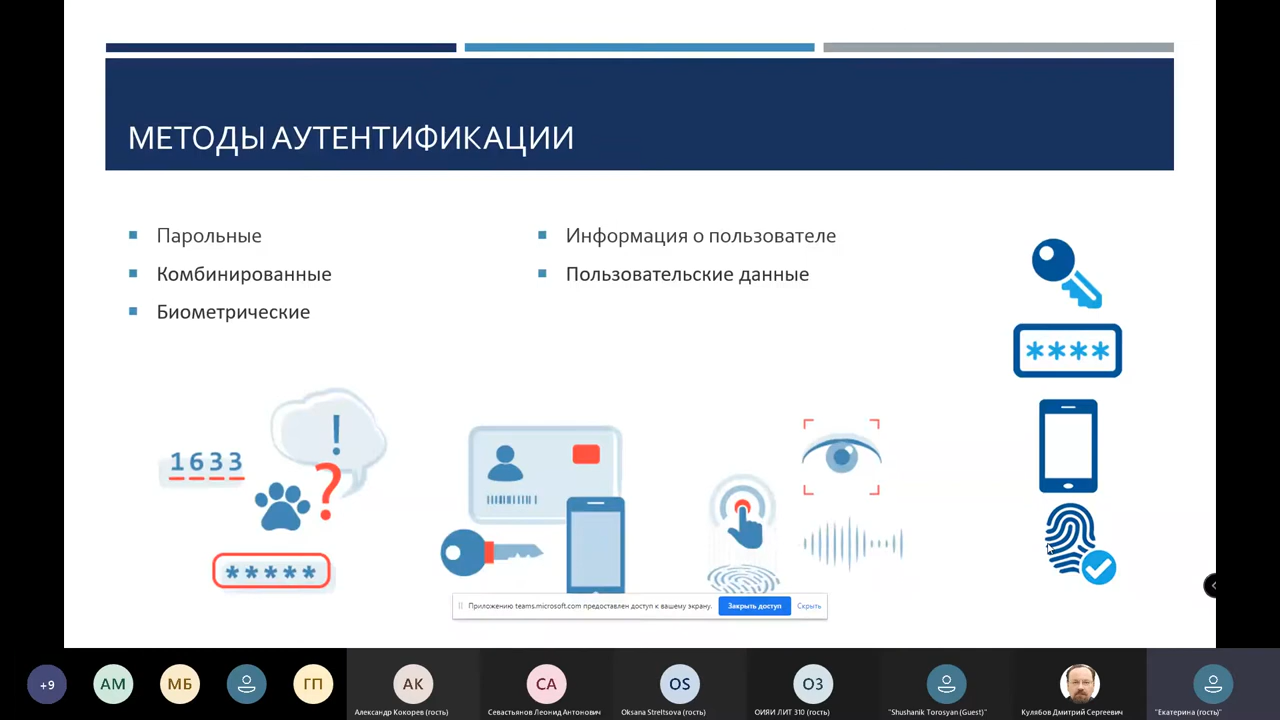 МЕТОДЫ АУТЕНТИФИКАЦИИ
Парольные
Комбинированные
Биометрические
Информация о пользователе
Пользовательские данные
****
1633
!
?
*****
Приложению teams.microsoft.com предоставлен доступ к вашему экрану.
Закрыть доступ
Скрыть
+9
АМ
МБ
ГП
АК
СА
OS
ОЗ
Александр Кокорев (гость)
Севастьянов Леонид Антонович
Oksana Streltsova (гость)
ОИЯИ ЛИТ 310 (гость)
"Shushanik Torosyan (Guest)"
Кулябов Дмитрий Сергеевич
"Екатерина (гость)"